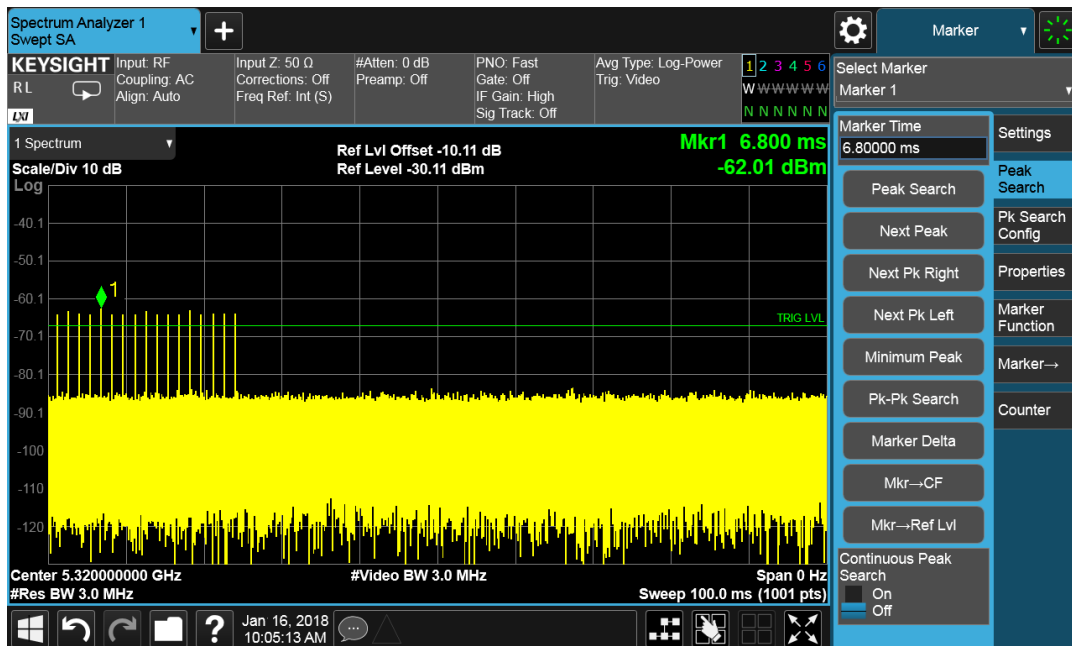 Spectrum Analyzer 1
Swept SA
+
Marker
KEYSIGHT
RL
LXI
Input: RF
Coupling: AC
Align: Auto
Input Z: 50 Ω
Corrections: Off
Freq Ref: Int (S)
#Atten: 0 dB
Preamp: Off
PNO: Fast
Gate: Off
IF Gain: High
Sig Track: Off
Avg Type: Log-Power
Trig: Video
1 2 3 4 5 6
W W W W W W
N N N N N N
Select Marker
Marker 1
1 Spectrum
Scale/Div 10 dB
Ref Lvl Offset -10.11 dB
Ref Level -30.11 dBm
Mkr1 6.800 ms
-62.01 dBm
Log
-40.1
-50.1
-60.1
-70.1
-80.1
-90.1
-100
-110
-120
1
TRIG LVL
Center 5.320000000 GHz
#Res BW 3.0 MHz
#Video BW 3.0 MHz
Span 0 Hz
Sweep 100.0 ms (1001 pts)
Marker Time
6.80000 ms
Peak Search
Next Peak
Next Pk Right
Next Pk Left
Minimum Peak
Pk-Pk Search
Marker Delta
Mkr→CF
Mkr→Ref Lvl
Continuous Peak
Search
On
Off
Settings
Peak
Search
Pk Search
Config
Properties
Marker
Function
Marker→
Counter
?
Jan 16, 2018
10:05:13 AM